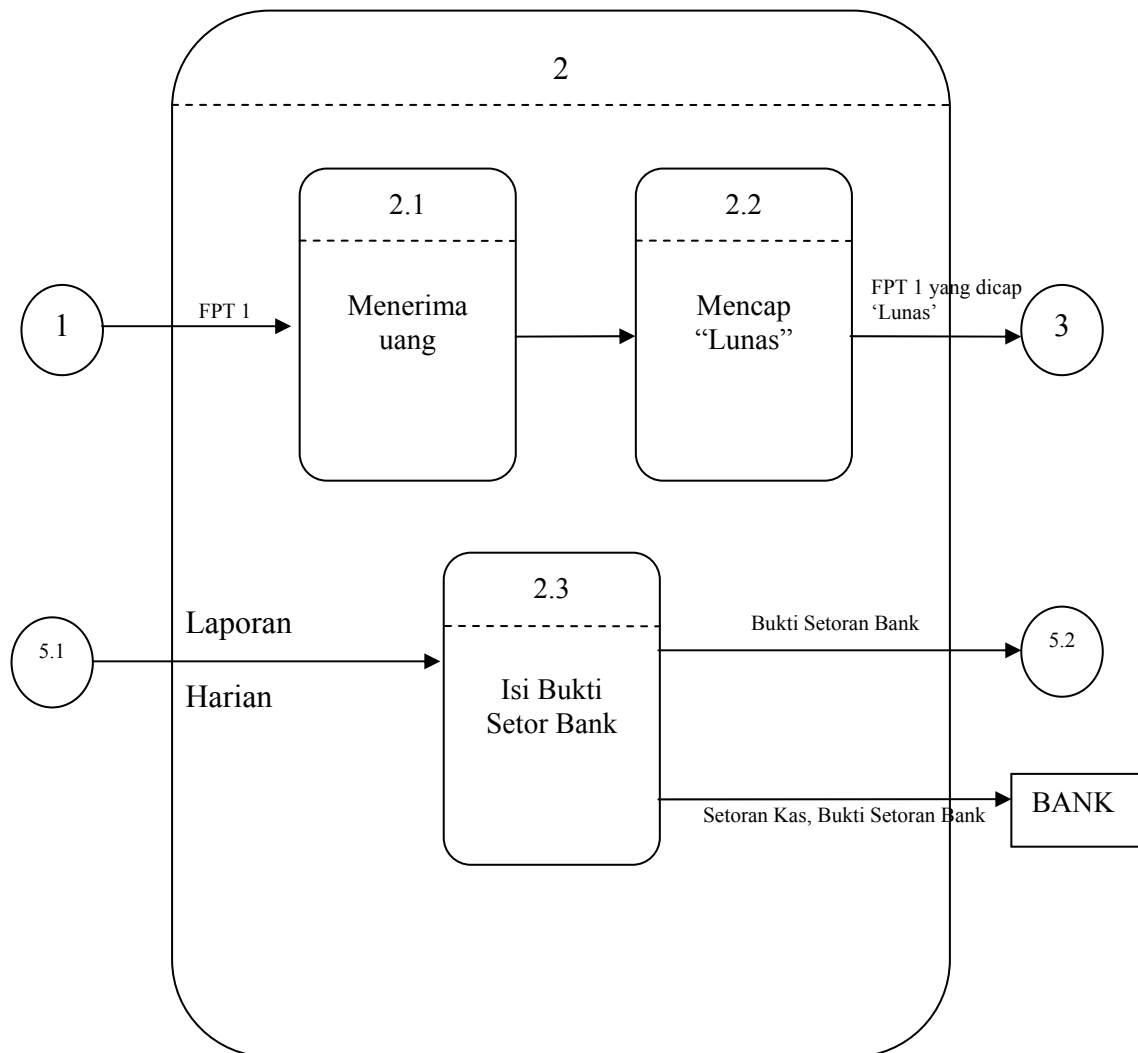 2
2.1
2.2
Menerima
uang
Mencap
“Lunas”
1
FPT 1
FPT 1 yang dicap
‘Lunas’
3
2.3
Isi Bukti
Setor Bank
5.1
Laporan
Harian
Bukti Setoran Bank
5.2
Setoran Kas, Bukti Setoran Bank
BANK